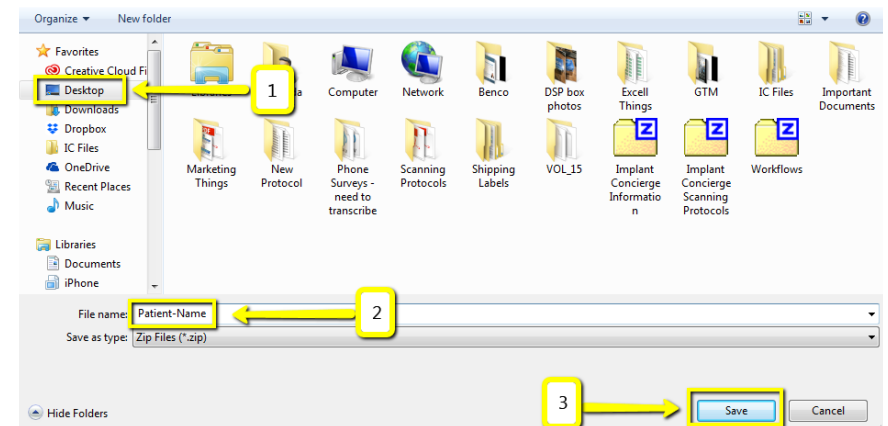 Organize New folder
Favorites
Creative Cloud Fi
Desktop
Downloads
Dropbox
IC Files
OneDrive
Recent Places
Music
Libraries
Documents
iPhone
1
Computer
Network
Benco
DSP box
photos
Excell
Things
GTM
IC Files
Important
Documents
Marketing
Things
New
Protocol
Phone
Surveys -
need to
transcribe
Scanning
Protocols
Shipping
Labels
VOL_15
Implant
Concierge
Informatio
n
Implant
Concierge
Scanning
Protocols
Workflows
File name: Patient-Name
2
Save as type: Zip Files (*.zip)
3
Hide Folders
Save
Cancel